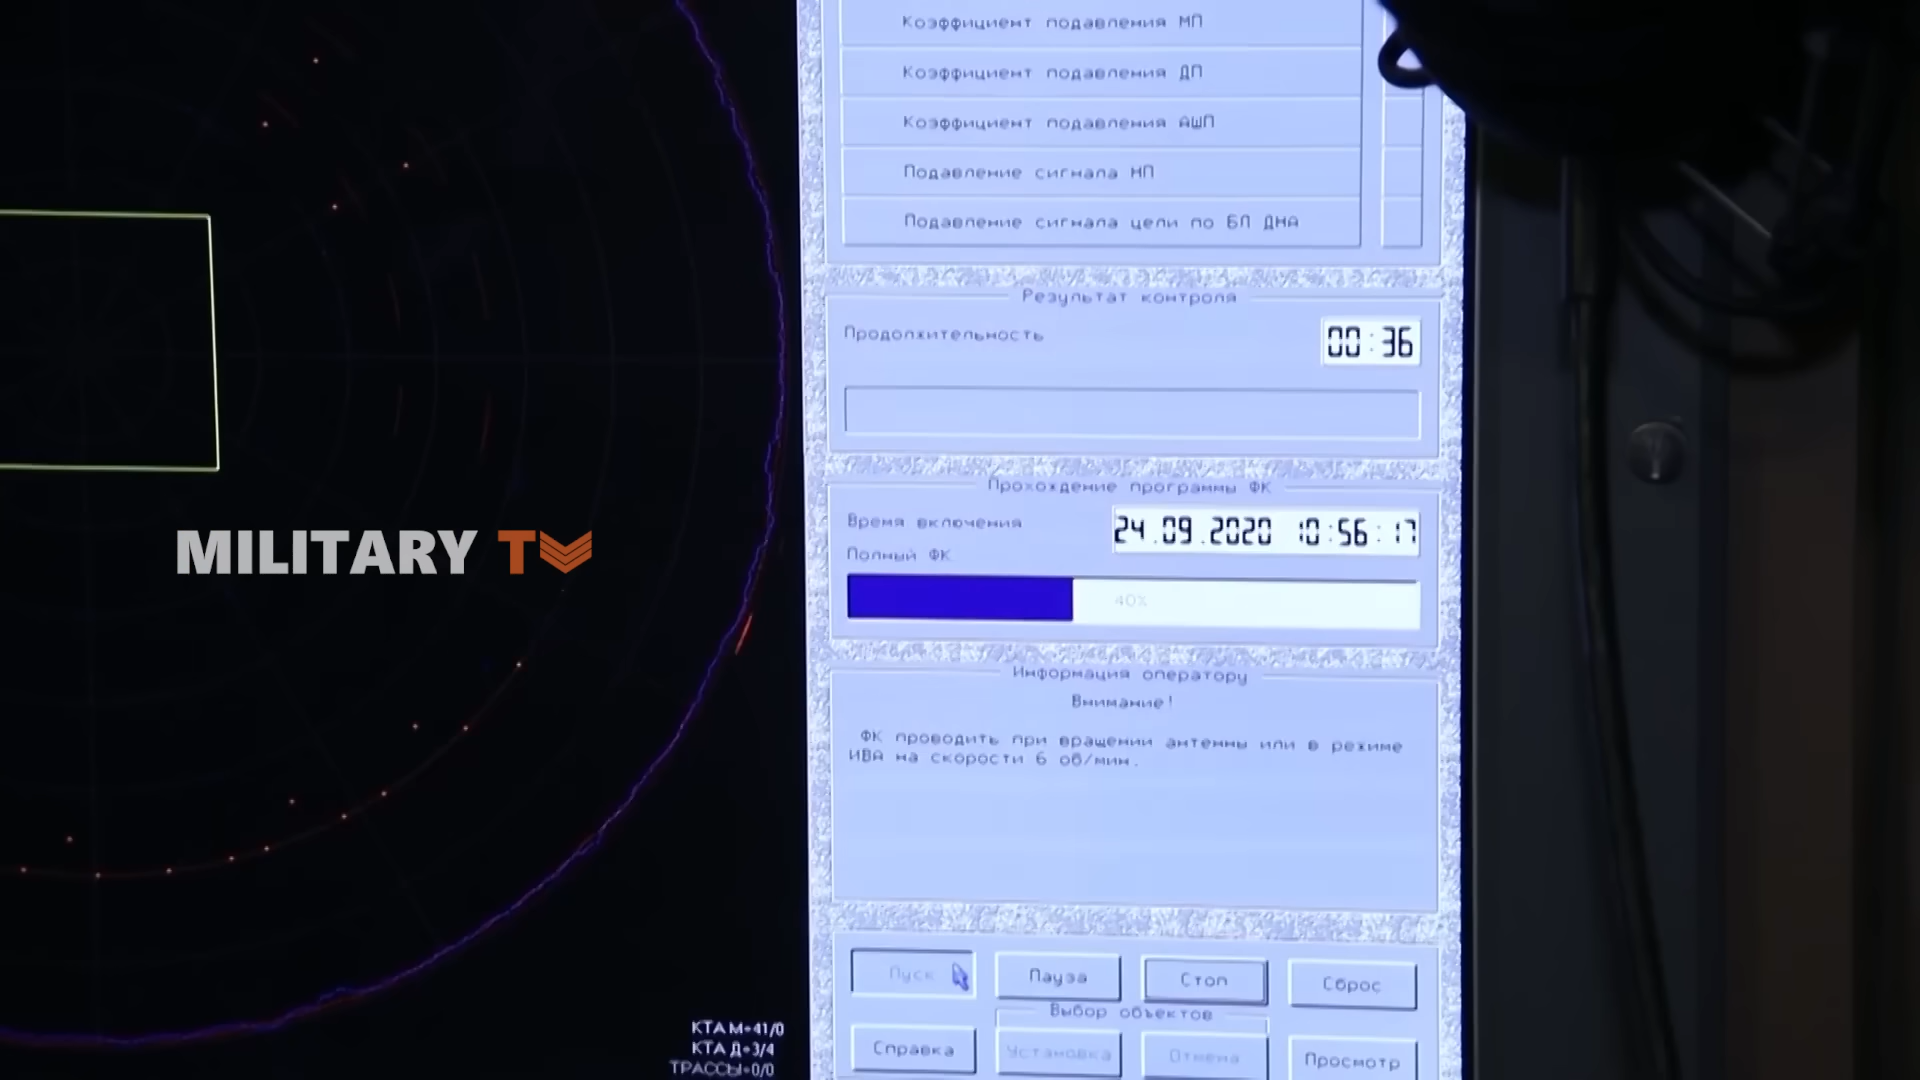 Коэффициент подавления МП
Коэффициент подавления ДП
Коэффициент подавления АШП
Подавление сигнала НП
Подавление сигнала цели по БЛ ДНА
Результат контроля
Продолжительность
00:36
Прохождение программы ФК
Время включения
24.09.2020 10:56:17
Полный ФК
40%
Информация оператору
Внимание!
ФК проводить при вращении антенны или в режиме
ИВА на скорости 6 об/мин.
MILITARY TV
Пуск
Пауза
Стоп
Сброс
Выбор объектов
Справка
Установка
Отмена
Просмотр
КТА М=41/0
КТА Д=3/4
ТРАССЫ=0/0